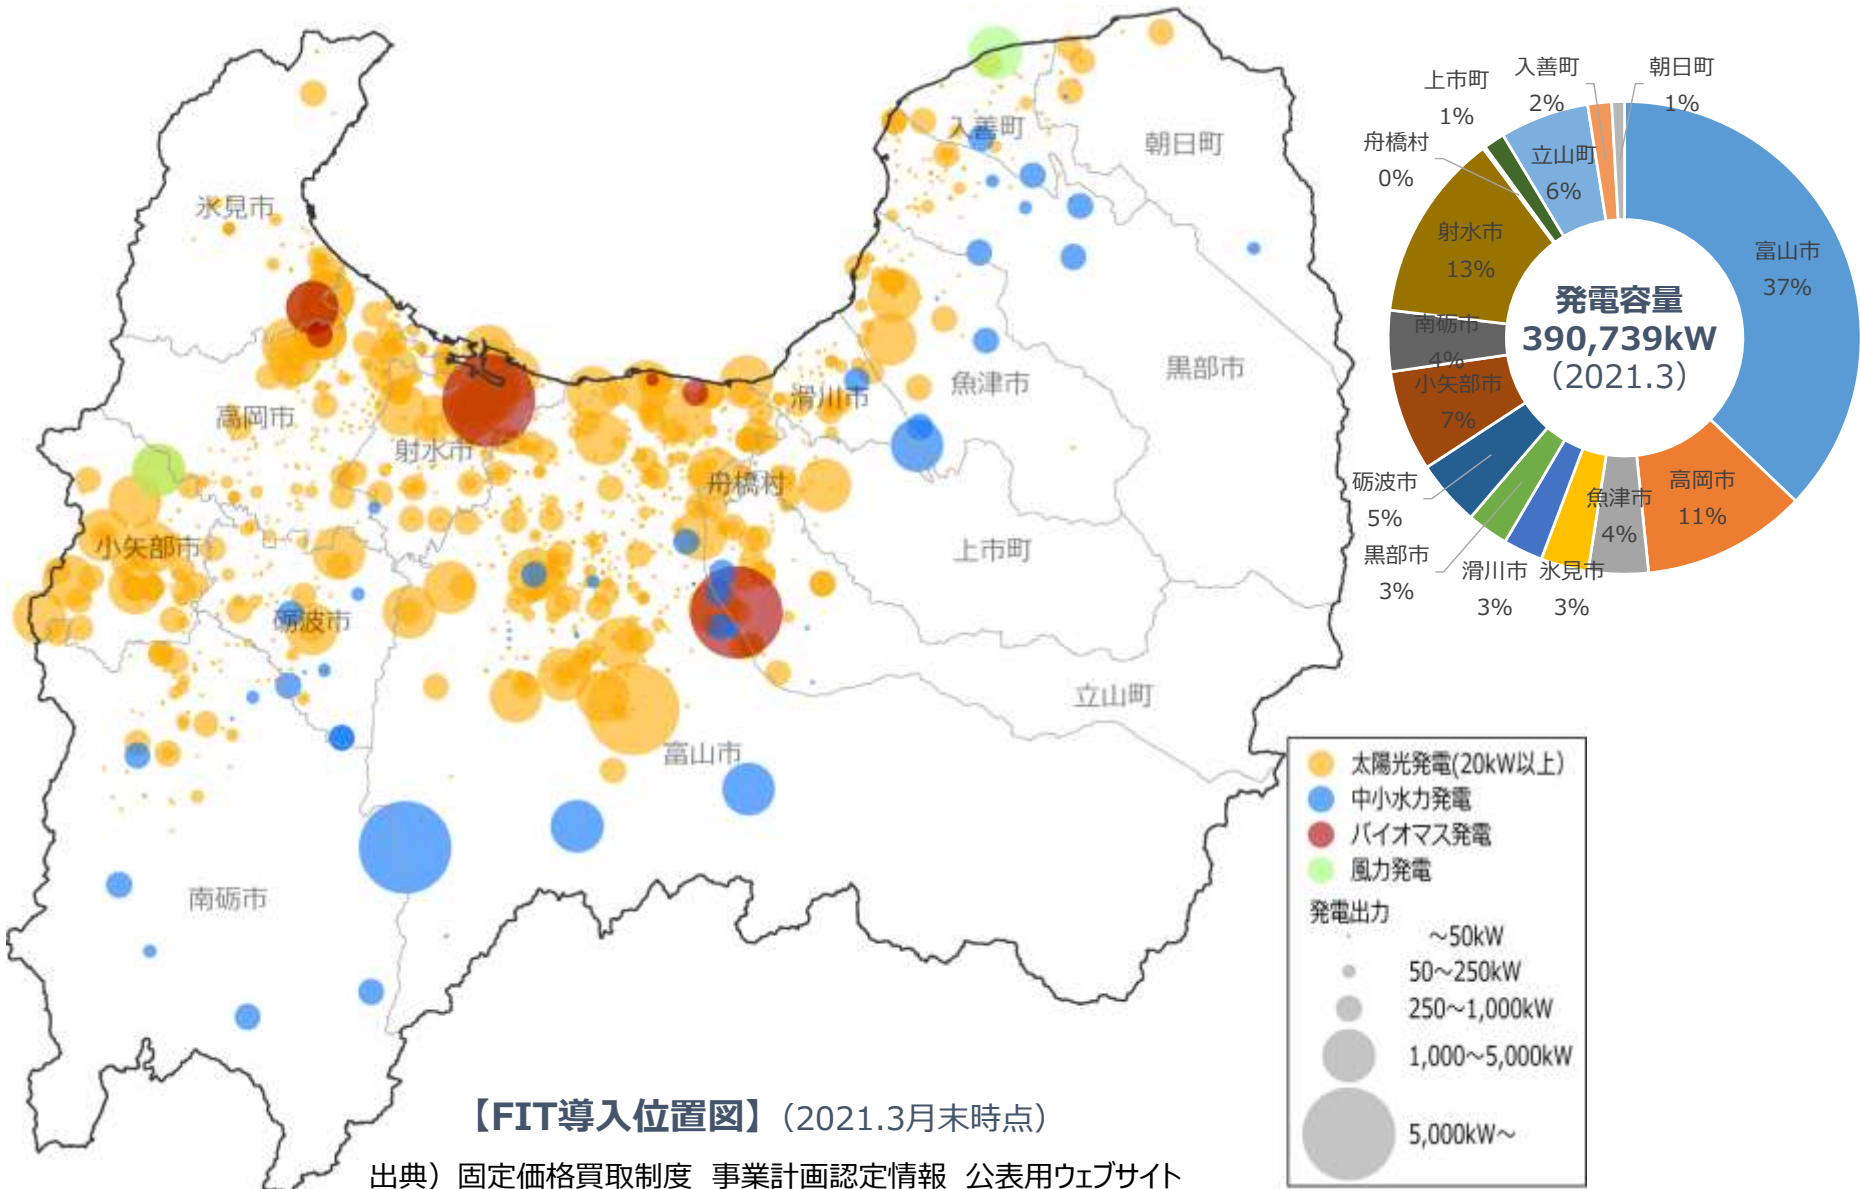 氷見市
高岡市
射水市
小矢部市
砺波市
南砺市
富山市
舟橋村
滑川市
魚津市
黒部市
入善町
朝日町
上市町
立山町
上市町
1%
入善町
2%
朝日町
1%
舟橋村
0%
立山町
6%
富山市
37%
射水市
13%
南砺市
4%
小矢部市
7%
砺波市
5%
黒部市
3%
滑川市
3%
氷見市
3%
魚津市
4%
高岡市
11%
発電容量
390,739kW
(2021.3)
太陽光発電(20kW以上)
中小水力発電
バイオマス発電
風力発電
発電出力
～50kW
50～250kW
250～1,000kW
1,000～5,000kW
5,000kW～
【FIT導入位置図】（2021.3月末時点）
出典）固定価格買取制度 事業計画認定情報 公表用ウェブサイト